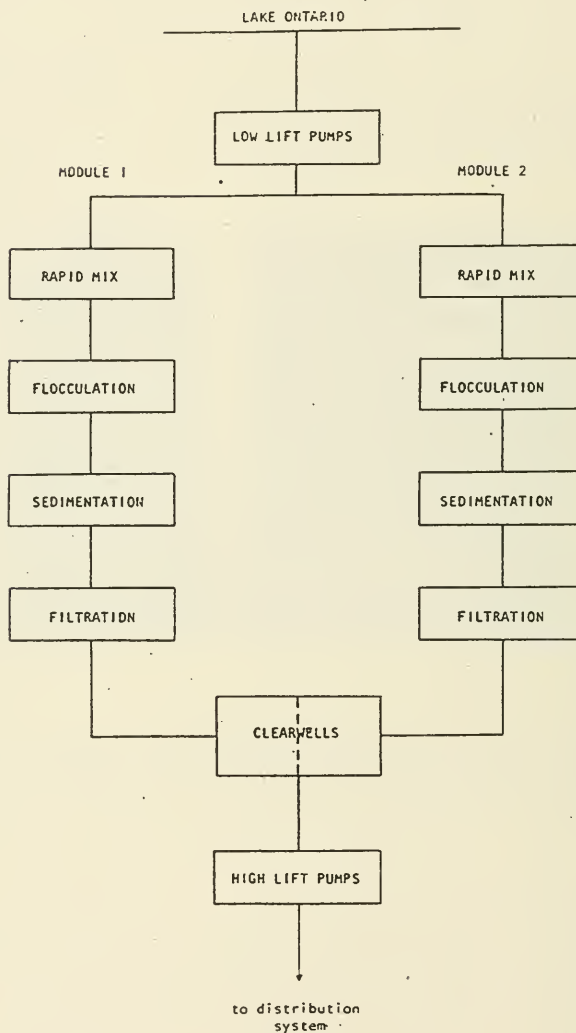 LAKE ONTARIO
LOW LIFT PUMPS
MODULE 1
MODULE 2
RAPID MIX
RAPID MIX
FLOCCULATION
FLOCCULATION
SEDIMENTATION
SEDIMENTATION
FILTRATION
FILTRATION
CLEARWELLS
HIGH LIFT PUMPS
to distribution
system